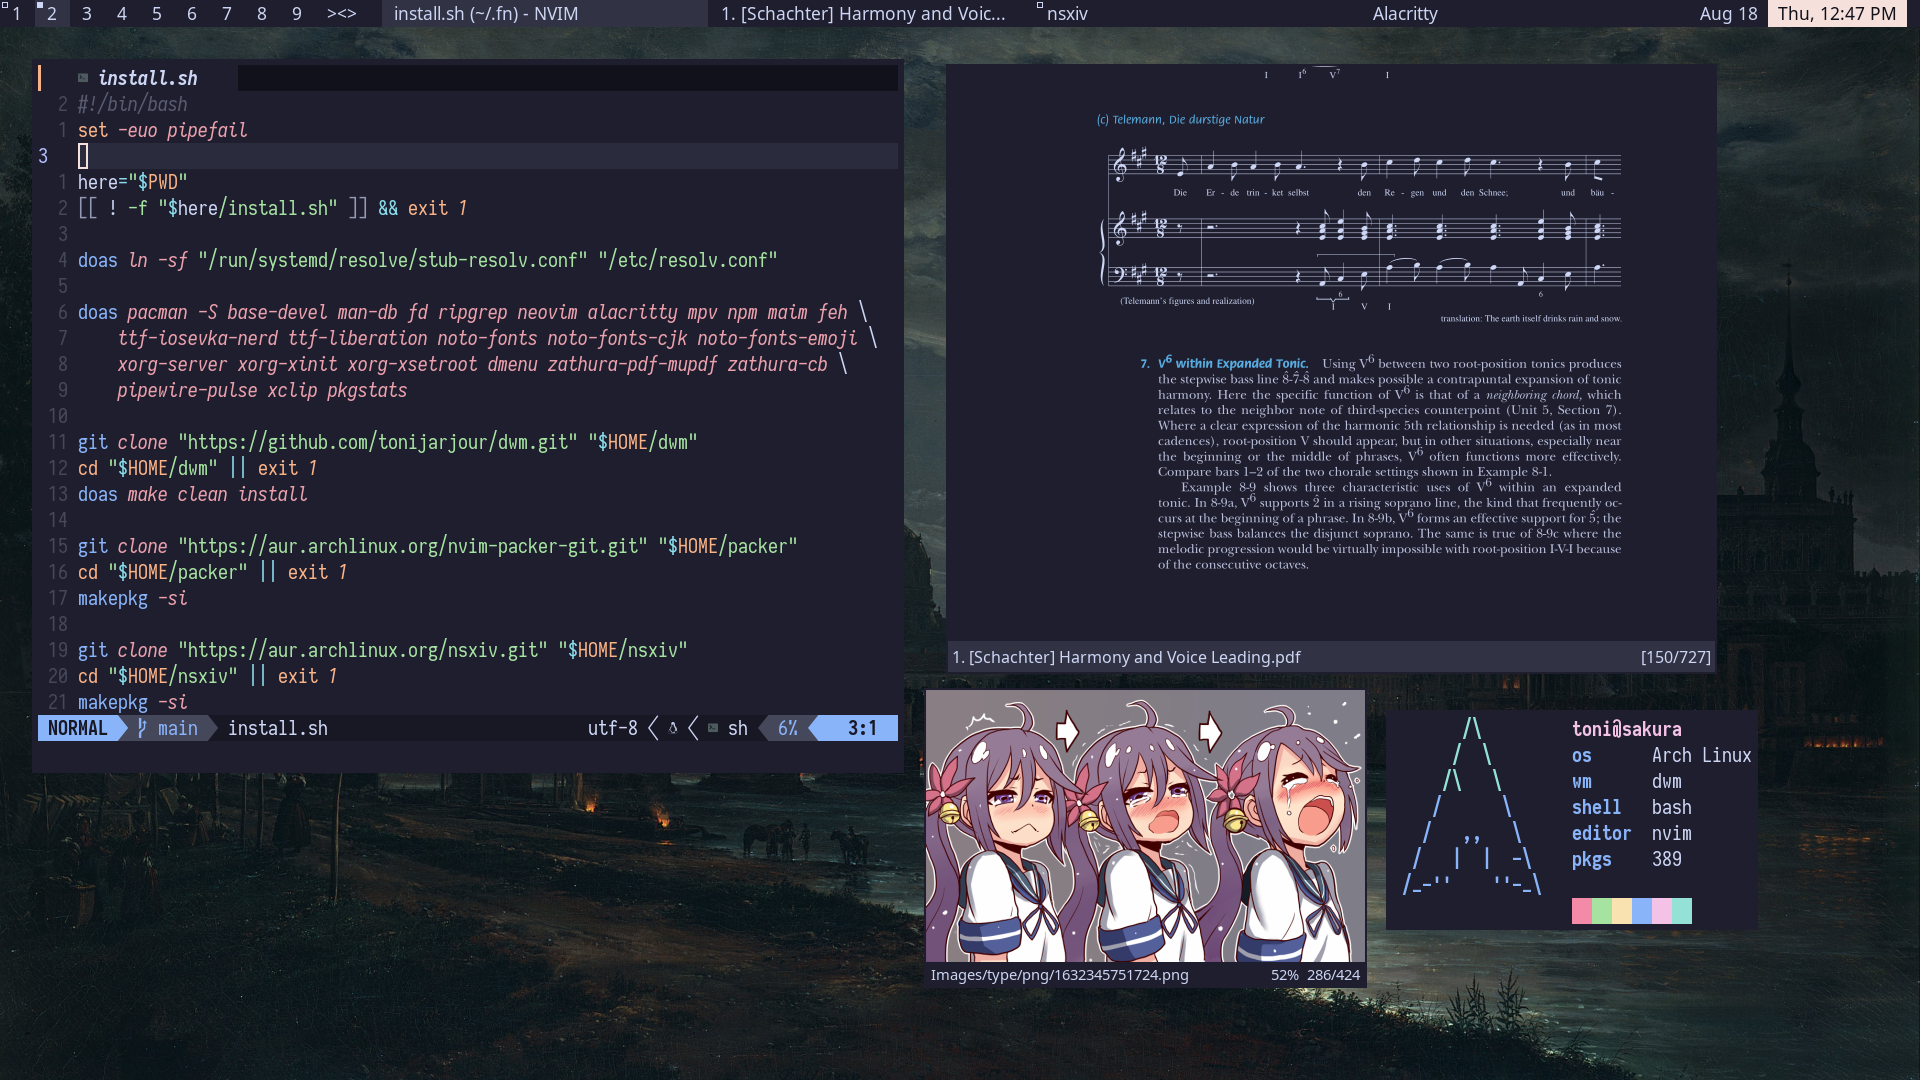 1 2 3 4 5 6 7 8 9 ><> install.sh (~/.fn) - NVIM 1. [Schachter] Harmony and Voic... nsxiv Alacritty Aug 18 Thu, 12:47 PM
install.sh
2 #!/bin/bash
1 set -euo pipefail
3
1 here="$PWD"
2 [[ ! -f "$here/install.sh" ]] && exit 1
3
4 doas ln -sf "/run/systemd/resolve/stub-resolv.conf" "/etc/resolv.conf"
5
6 doas pacman -S base-devel man-db fd ripgrep neovim alacritty mpv npm maim feh \
7 ttf-iosevka-nerd ttf-liberation noto-fonts noto-fonts-cjk noto-fonts-emoji \
8 xorg-server xorg-xinit xorg-xsetroot dmenu zathura-pdf-mupdf zathura-cb \
9 pipewire-pulse xclip pkgstats
10
11 git clone "https://github.com/tonijarjour/dwm.git" "$HOME/dwm"
12 cd "$HOME/dwm" || exit 1
13 doas make clean install
14
15 git clone "https://aur.archlinux.org/nvim-packer-git.git" "$HOME/packer"
16 cd "$HOME/packer" || exit 1
17 makepkg -si
18
19 git clone "https://aur.archlinux.org/nsxiv.git" "$HOME/nsxiv"
20 cd "$HOME/nsxiv" || exit 1
21 makepkg -si
NORMAL main install.sh utf-8 sh 6% 3:1
I I6 V7 I
(c) Telemann, Die durstige Natur
Die Er - de trin - ket selbst den Re - gen und den Schnee; und bäu -
6 6
(Telemann's figures and realization) I V I
translation: The earth itself drinks rain and snow.
7. V6 within Expanded Tonic. Using V6 between two root-position tonics produces
the stepwise bass line 8̂-7̂-8̂ and makes possible a contrapuntal expansion of tonic
harmony. Here the specific function of V6 is that of a neighboring chord, which
relates to the neighbor note of third-species counterpoint (Unit 5, Section 7).
Where a clear expression of the harmonic 5th relationship is needed (as in most
cadences), root-position V should appear, but in other situations, especially near
the beginning or the middle of phrases, V6 often functions more effectively.
Compare bars 1–2 of the two chorale settings shown in Example 8-1.
Example 8-9 shows three characteristic uses of V6 within an expanded
tonic. In 8-9a, V6 supports 2̂ in a rising soprano line, the kind that frequently oc-
curs at the beginning of a phrase. In 8-9b, V6 forms an effective support for 5̂; the
stepwise bass balances the disjunct soprano. The same is true of 8-9c where the
melodic progression would be virtually impossible with root-position I-V-I because
of the consecutive octaves.
1. [Schachter] Harmony and Voice Leading.pdf [150/727]
Images/type/png/1632345751724.png 52% 286/424
toni@sakura
os Arch Linux
wm dwm
shell bash
editor nvim
pkgs 389